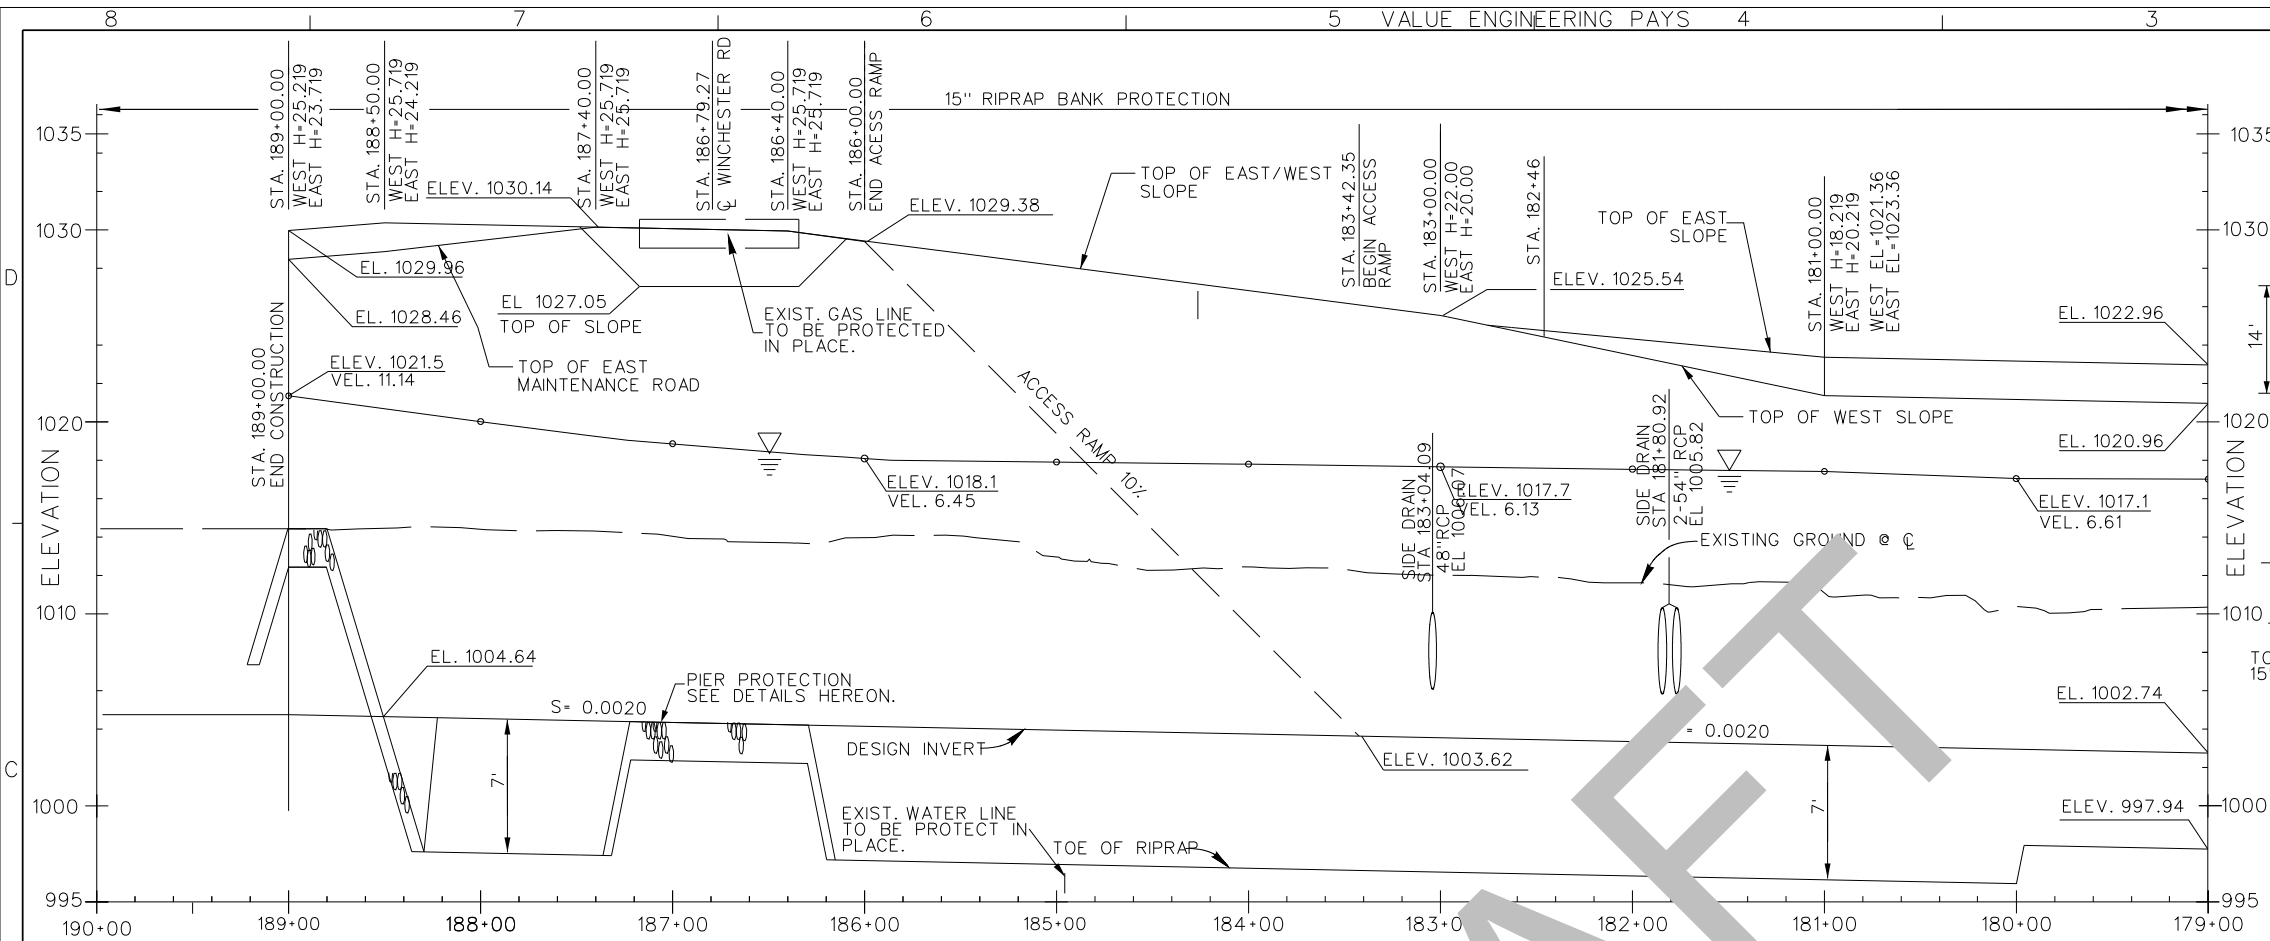 8 7 6 5 VALUE ENGINEERING PAYS 4 3
15" RIPRAP BANK PROTECTION
STA. 189+00.00
WEST H=25.219
EAST H=23.719
STA. 188+50.00
WEST H=25.719
EAST H=24.219
STA. 187+40.00
WEST H=25.719
EAST H=25.719
STA. 186+79.27
℄ WINCHESTER RD
STA. 186+40.00
WEST H=25.719
EAST H=25.719
STA. 186+00.00
END ACESS RAMP
STA. 183+42.35
BEGIN ACCESS
RAMP
STA. 183+00.00
WEST H=22.00
EAST H=20.00
STA. 182+46
STA. 181+00.00
WEST H=18.219
EAST H=20.219
WEST EL=1021.36
EAST EL=1023.36
1035
1030
1020
1010
1000
995
ELEVATION
D
C
ELEV. 1030.14
ELEV. 1029.38
TOP OF EAST/WEST
SLOPE
TOP OF EAST
SLOPE
EL. 1029.96
EL. 1028.46
EL 1027.05
TOP OF SLOPE
EXIST. GAS LINE
TO BE PROTECTED
IN PLACE.
ELEV. 1025.54
EL. 1022.96
14'
STA. 189+00.00
END CONSTRUCTION
ELEV. 1021.5
VEL. 11.14
TOP OF EAST
MAINTENANCE ROAD
ACCESS RAMP 10%
TOP OF WEST SLOPE
EL. 1020.96
ELEV. 1018.1
VEL. 6.45
SIDE DRAIN
STA 183+04.09
48"RCP
ELEV. 1017.7
VEL. 6.13
SIDE DRAIN
STA 181+80.92
2-54" RCP
EL 1005.82
ELEV. 1017.1
VEL. 6.61
EXISTING GROUND @ ℄
EL. 1004.64
PIER PROTECTION
SEE DETAILS HEREON.
S= 0.0020
DESIGN INVERT
ELEV. 1003.62
= 0.0020
EL. 1002.74
7'
7'
EXIST. WATER LINE
TO BE PROTECT IN
PLACE.
TOE OF RIPRAP
ELEV. 997.94
1035
1030
1020
1010
1000
995
ELEVATION
15"
190+00 189+00 188+00 187+00 186+00 185+00 184+00 183+00 182+00 181+00 180+00 179+00